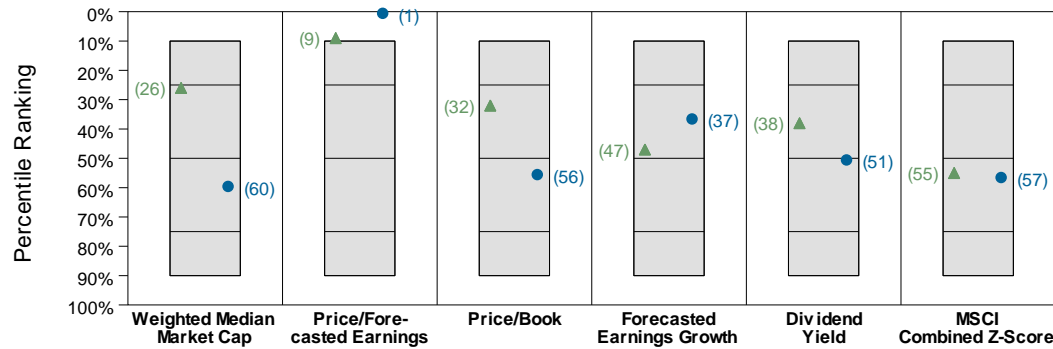 Percentile Ranking
0%
10%
20%
30%
40%
50%
60%
70%
80%
90%
100%
(26)
(60)
(9)
(1)
(32)
(56)
(47)
(37)
(38)
(51)
(55)
(57)
Weighted Median
Market Cap
Price/Fore-
casted Earnings
Price/Book
Forecasted
Earnings Growth
Dividend
Yield
MSCI
Combined Z-Score